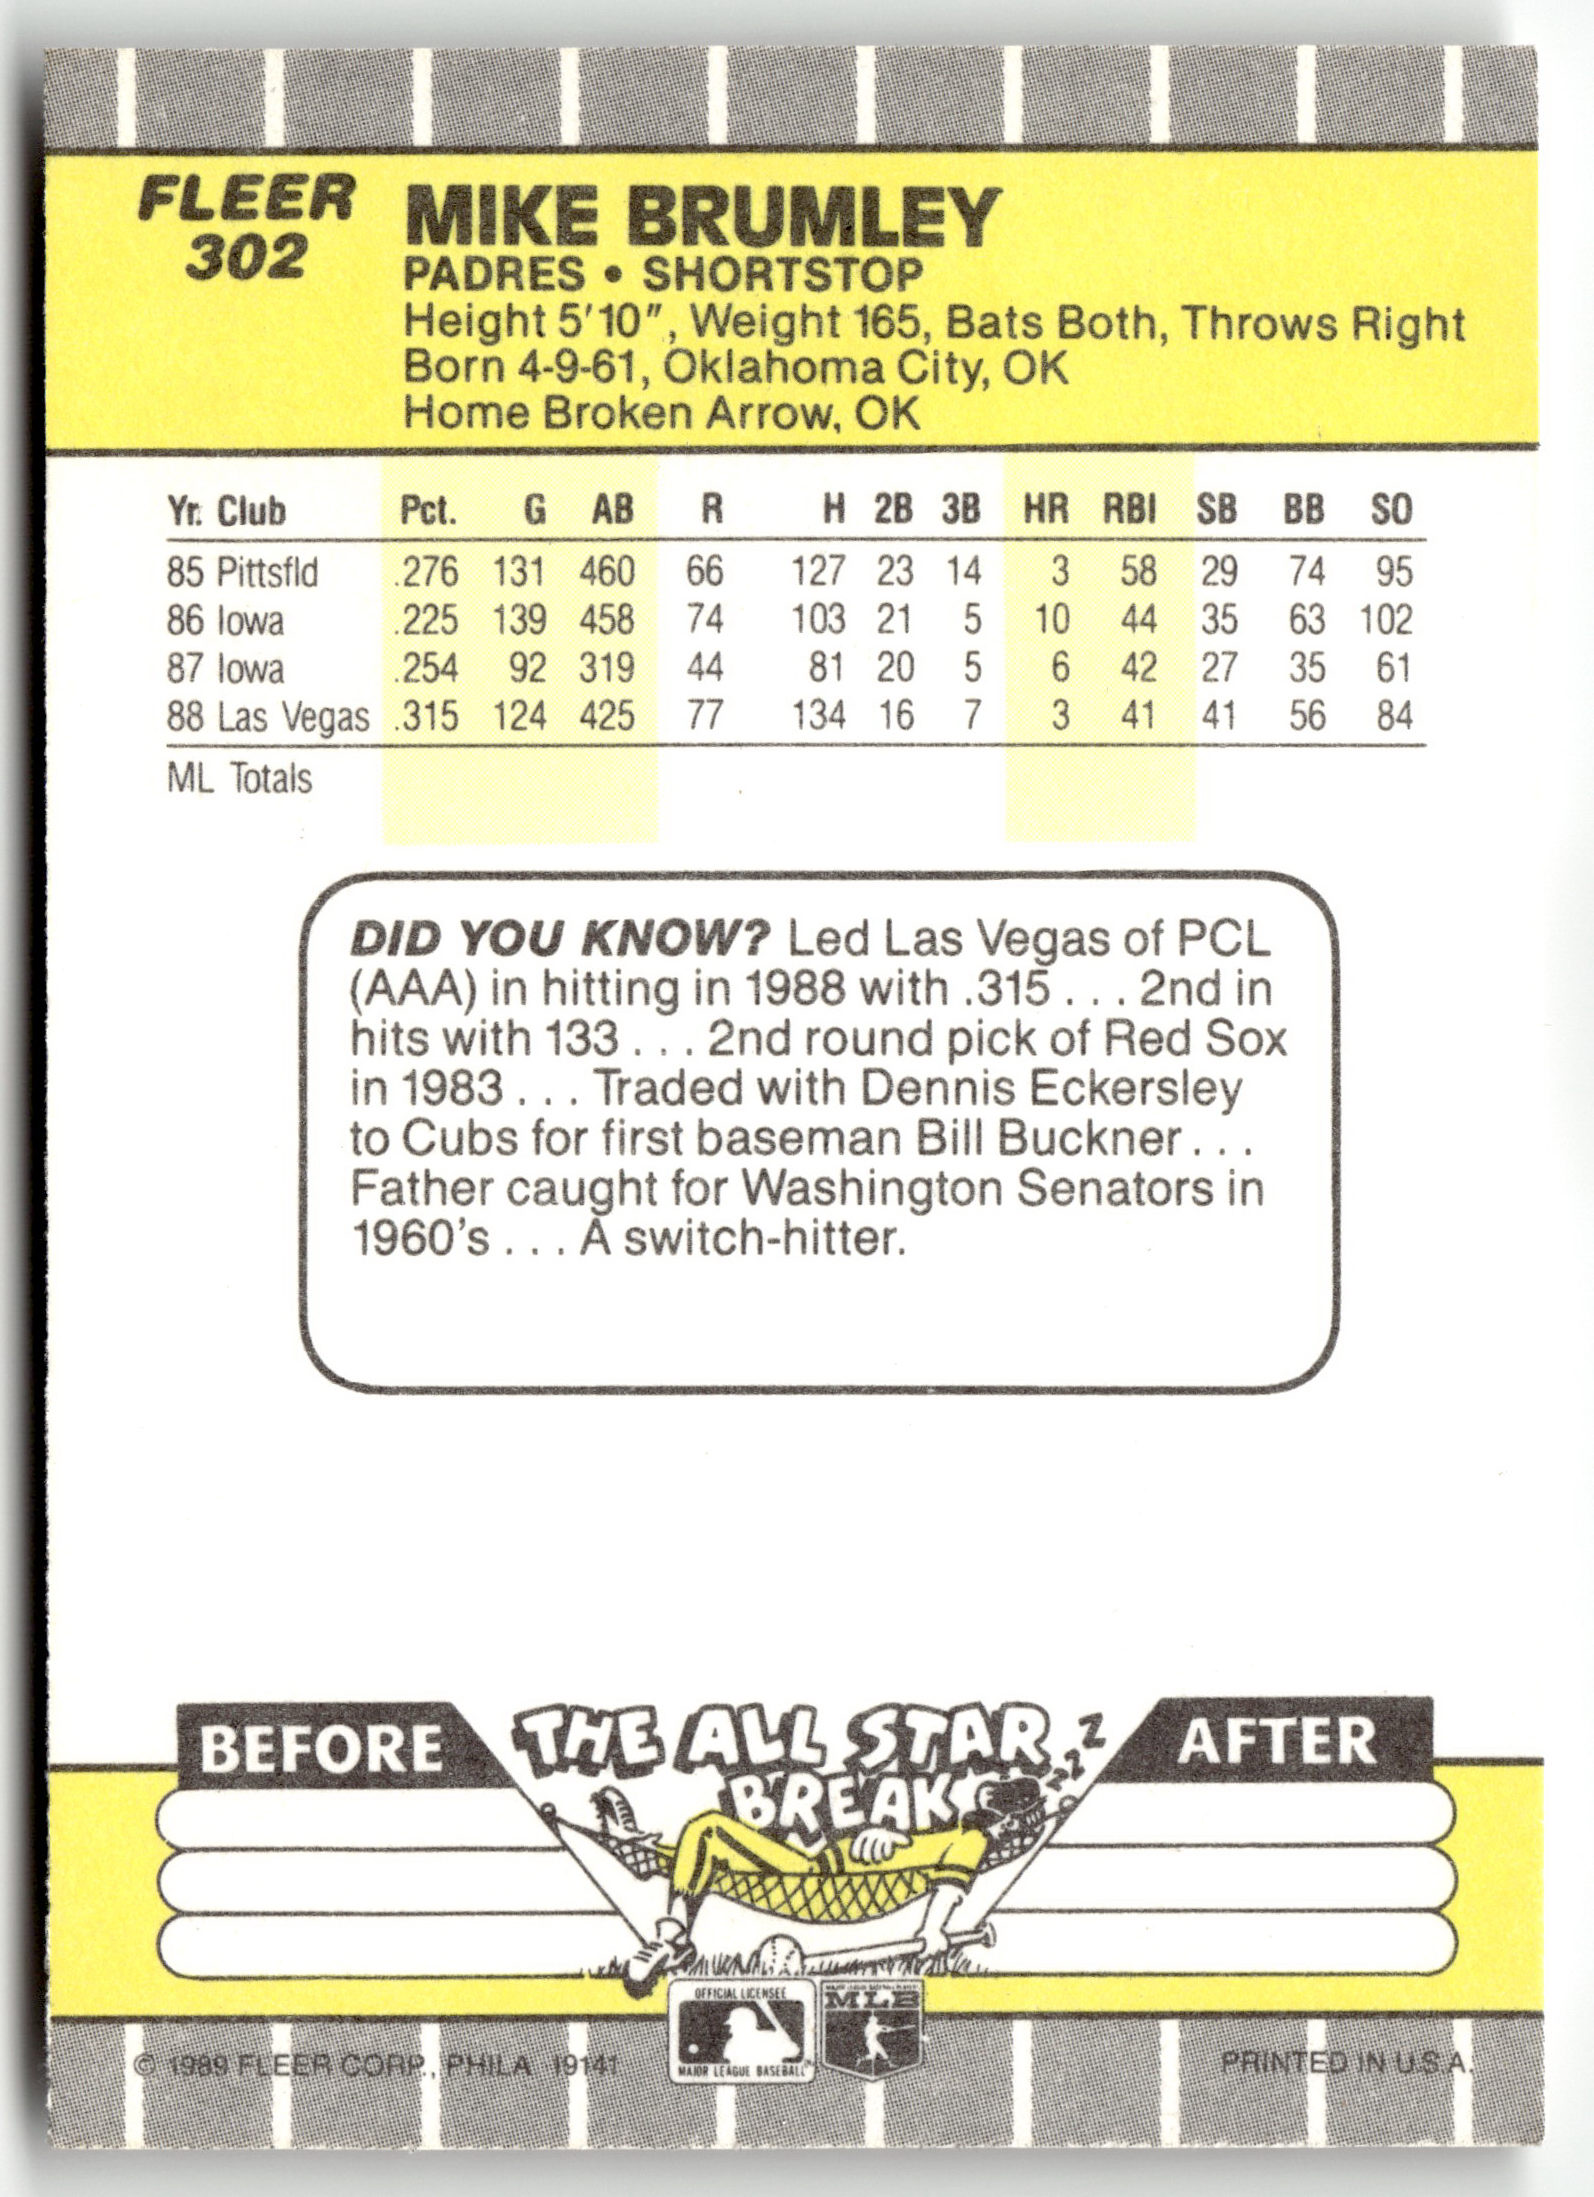 FLEER
302
MIKE BRUMLEY
PADRES • SHORTSTOP
Height 5'10", Weight 165, Bats Both, Throws Right
Born 4-9-61, Oklahoma City, OK
Home Broken Arrow, OK
Yr. Club Pct. G AB R H 2B 3B HR RBI SB BB SO
85 Pittsfld .276 131 460 66 127 23 14 3 58 29 74 95
86 Iowa .225 139 458 74 103 21 5 10 44 35 63 102
87 Iowa .254 92 319 44 81 20 5 6 42 27 35 61
88 Las Vegas .315 124 425 77 134 16 7 3 41 41 56 84
ML Totals
DID YOU KNOW? Led Las Vegas of PCL
(AAA) in hitting in 1988 with .315 . . . 2nd in
hits with 133 . . . 2nd round pick of Red Sox
in 1983 . . . Traded with Dennis Eckersley
to Cubs for first baseman Bill Buckner . . .
Father caught for Washington Senators in
1960's . . . A switch-hitter.
BEFORE THE ALL STAR BREAK ZZZZ AFTER
OFFICIAL LICENSEE
MAJOR LEAGUE BASEBALL
MLB
© 1989 FLEER CORP., PHILA 19141 PRINTED IN U.S.A.